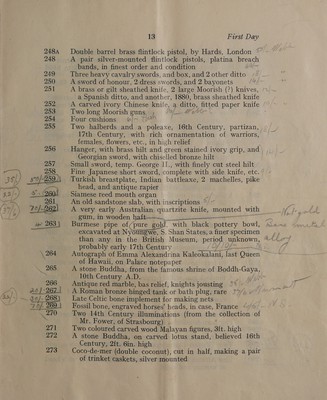 13 First Day
248A Double barrel brass flintlock pistol, by Hards, London
248 A pair silver-mounted flintlock pistols, platina breach
bands, in finest order and condition
249 Three heavy cavalry swords, and box, and 2 other ditto
250 A sword of honour, 2 dress swords, and 2 bayonets
251 A brass or gilt sheathed knife, 2 large Moorish (?) knives,
a Spanish ditto, and another, 1880, brass sheathed knife
252 A carved ivory Chinese knife, a ditto, fitted paper knife
253 Two long Moorish guns
254 Four cushions
255 Two halberds and a poleaxe, 16th Century, partizan,
17th Century, with rich ornamentation of warriors,
females, flowers, etc., in high relief
256 Hanger, with brass bilt and green stained ivory grip, and
Georgian sword, with chiselled bronze hilt
257 Small sword, temp. George II., with finely cut steel hilt
258 Fine Japanese short sword, complete with side knife, etc.
259 Turkish breastplate, Indian battleaxe, 2 machelles, pike
head, and antique rapier
260 Siamese reed mouth organ
261 An old sandstone slab, with inscriptions
262 A very early Australian quartzite knife, mounted with
gum, in wooden haft
263 Burmese pipe of pure gold, with black pottery bowl,
excavated at Nyoungwe, S. Shan States, a finer specimen
than any in the British Museum, period unknown,
probably early 17th Century
Not gold
Base metal
alloy
264 Autograph of Emma Alexandrina Kaleokalani, last Queen
of Hawaii, on Palace notepaper
265 A stone Buddha, from the famous shrine of Boddh-Gaya,
10th Century A.D.
266 Antique red marble, bas relief, knights jousting
267 A Roman bronze hinged tank or bath plug, rare
268 Late Celtic bone implement for making nets
269 Fossil bone, engraved horses' heads, in case, France
270 Two 14th Century illuminations (from the collection of
Mr. Fower, of Strasbourg)
271 Two coloured carved wood Malayan figures, 3ft. high
272 A stone Buddha, on carved lotus stand, believed 16th
Century, 2ft. 6in. high
273 Coco-de-mer (double coconut), cut in half, making a pair
of trinket caskets, silver mounted